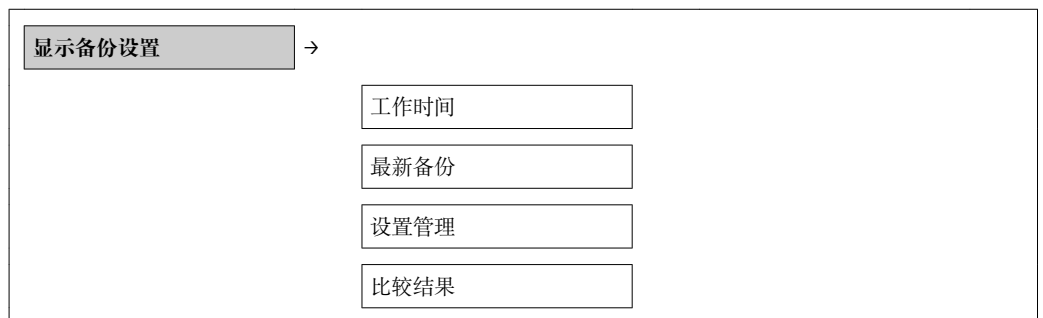 显示备份设置 →
工作时间
最新备份
设置管理
比较结果